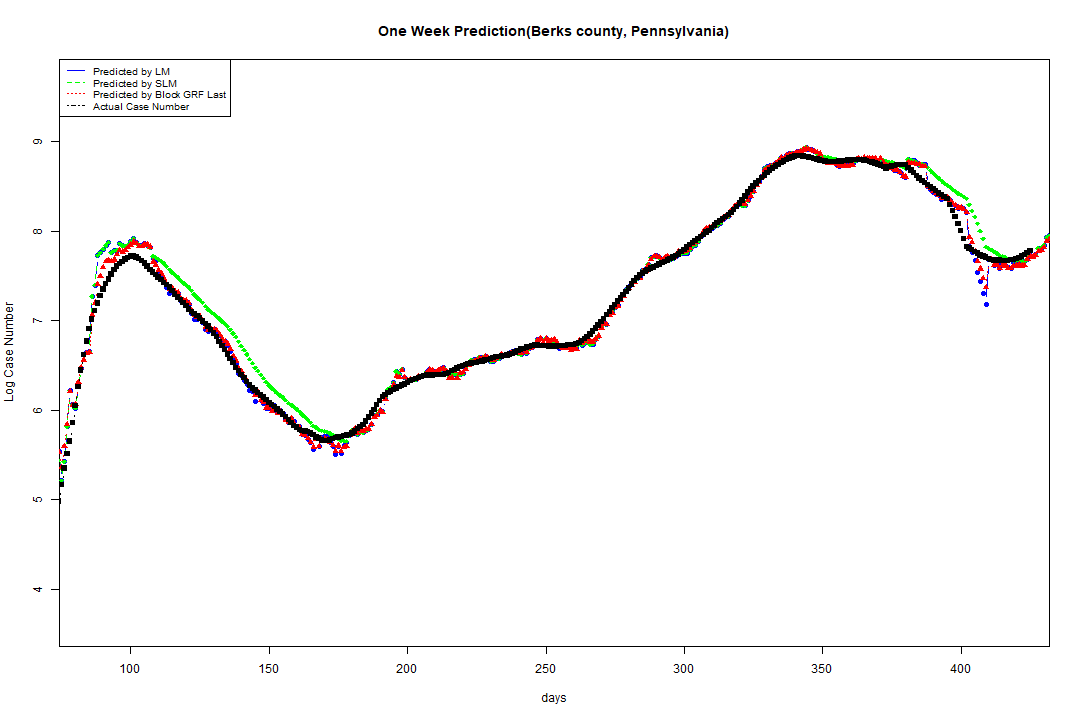 One Week Prediction(Berks county, Pennsylvania)
Predicted by LM
Predicted by SLM
Predicted by Block GRF Last
Actual Case Number
Log Case Number
9
8
7
6
5
4
100 150 200 250 300 350 400
days